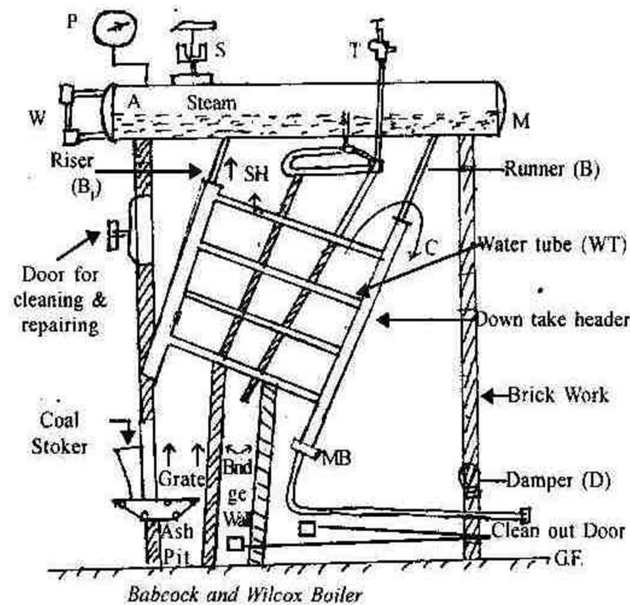 P
S
T
W
A
Steam
M
Riser
(B₁)
SH
Runner (B)
C
Water tube (WT)
Door for
cleaning &
repairing
Down take header
Coal
Stoker
Brick Work
MB
Grate
Brid
ge
Wall
Damper (D)
Ash
Pit
Clean out Door
G.F.
Babcock and Wilcox Boiler